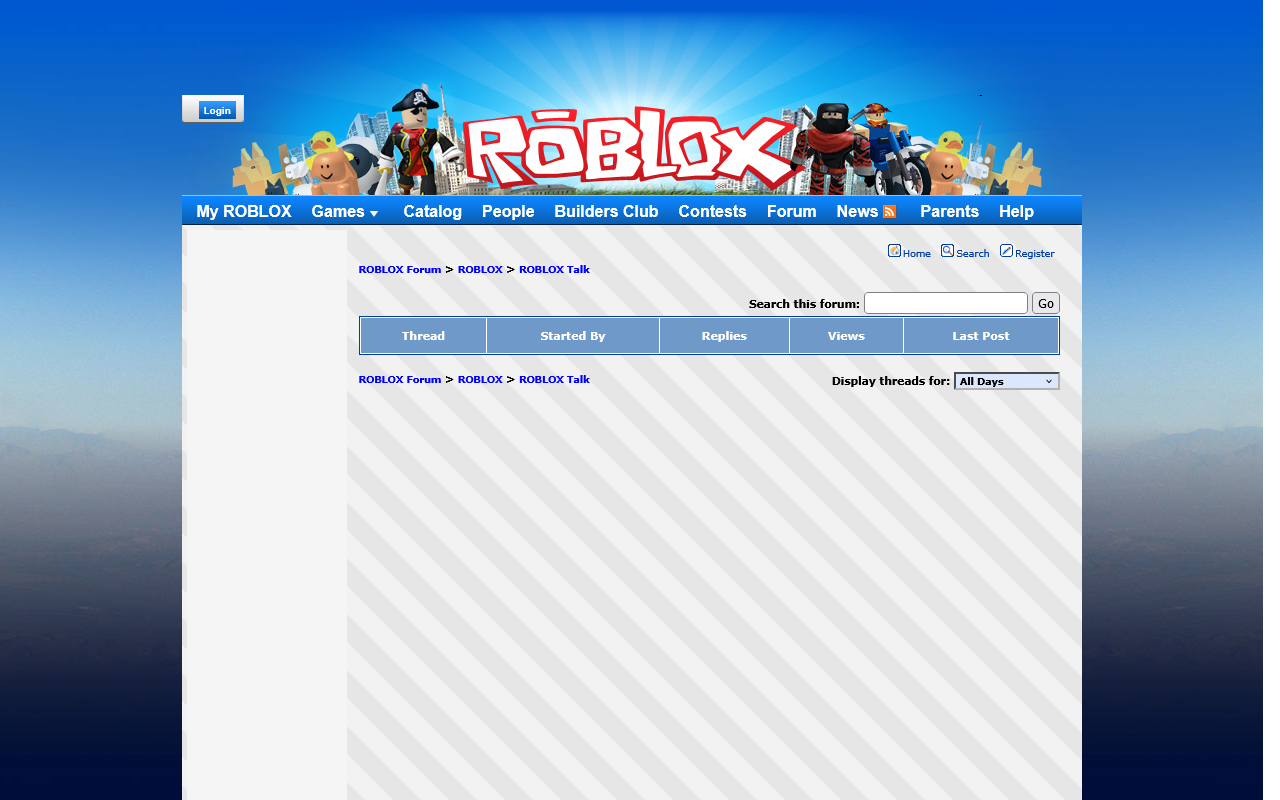 Login
ROBLOX
My ROBLOX Games Catalog People Builders Club Contests Forum News Parents Help
Home Search Register
ROBLOX Forum > ROBLOX > ROBLOX Talk
Search this forum: Go
Thread Started By Replies Views Last Post
ROBLOX Forum > ROBLOX > ROBLOX Talk Display threads for: All Days